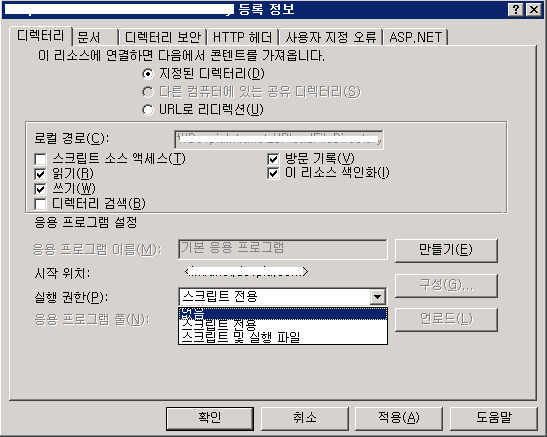 등록 정보
디렉터리 문서 디렉터리 보안 HTTP 헤더 사용자 지정 오류 ASP.NET
이 리소스에 연결하면 다음에서 콘텐트를 가져옵니다.
지정된 디렉터리(D)
다른 컴퓨터에 있는 공유 디렉터리(S)
URL로 리디렉션(U)
로컬 경로(C):
스크립트 소스 액세스(T) 방문 기록(V)
읽기(R) 이 리소스 색인화(I)
쓰기(W)
디렉터리 검색(B)
응용 프로그램 설정
응용 프로그램 이름(M): 기본 응용 프로그램 만들기(E)
시작 위치:
구성(G)...
실행 권한(P): 스크립트 전용
없음
응용 프로그램 풀(N): 스크립트 전용 언로드(L)
스크립트 및 실행 파일
확인 취소 적용(A) 도움말